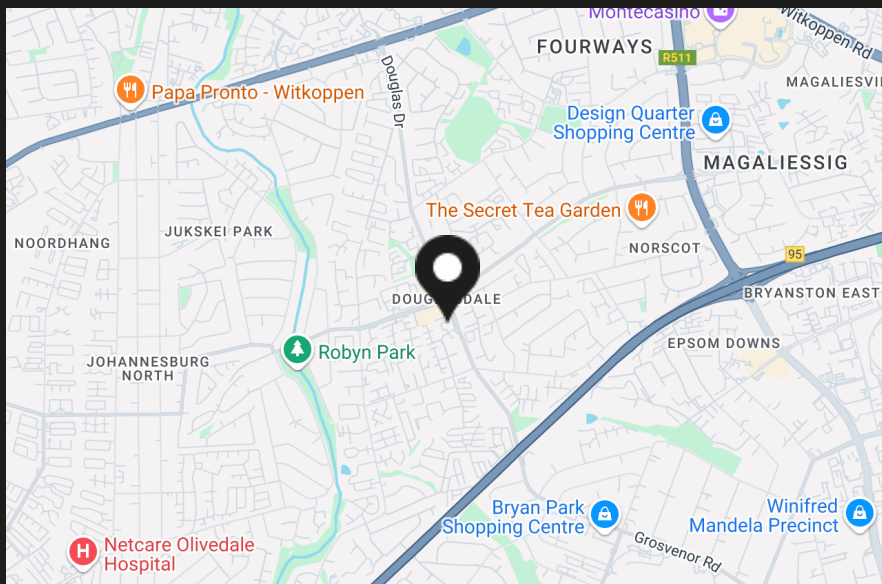 Montecasino
Witkoppen Rd
FOURWAYS
R511
Douglas Dr
Papa Pronto - Witkoppen
MAGALIESVI
Design Quarter
Shopping Centre
MAGALIESSIG
The Secret Tea Garden
JUKSKEI PARK
NOORDHANG
NORSCOT
95
BRYANSTON EAST
DOUG
DALE
EPSOM DOWNS
Robyn Park
JOHANNESBURG
NORTH
Bryan Park
Shopping Centre
Winifred
Mandela Precinct
Grosvenor Rd
H
Netcare Olivedale
Hospital